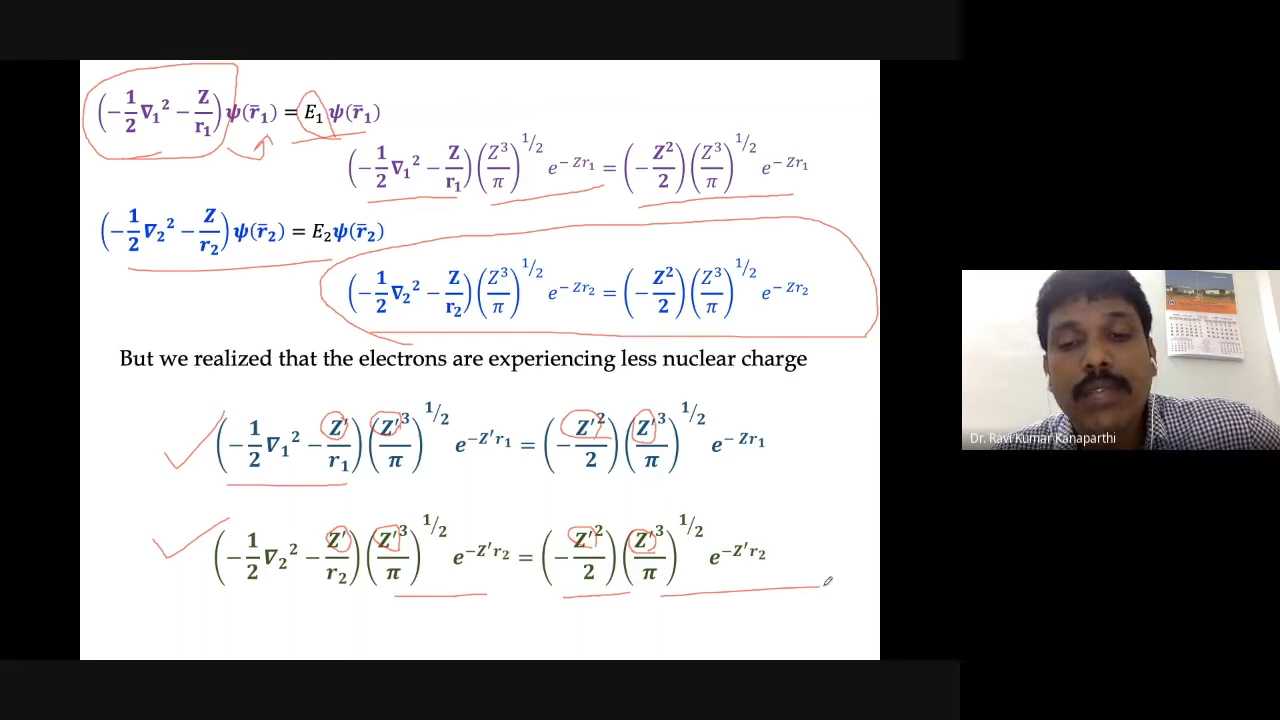 (−1/2 ∇₁² − Z/r₁) ψ(r̄₁) = E₁ ψ(r̄₁)
(−1/2 ∇₁² − Z/r₁) (Z³/π)^1/2 e^− Zr₁ = (−Z²/2) (Z³/π)^1/2 e^− Zr₁
(−1/2 ∇₂² − Z/r₂) ψ(r̄₂) = E₂ψ(r̄₂)
(−1/2 ∇₂² − Z/r₂) (Z³/π)^1/2 e^− Zr₂ = (−Z²/2) (Z³/π)^1/2 e^− Zr₂
But we realized that the electrons are experiencing less nuclear charge
(−1/2 ∇₁² − Z′/r₁) (Z′³/π)^1/2 e^−Z′r₁ = (−Z′²/2) (Z′³/π)^1/2 e^− Zr₁
(−1/2 ∇₂² − Z′/r₂) (Z′³/π)^1/2 e^−Z′r₂ = (−Z′²/2) (Z′³/π)^1/2 e^−Z′r₂
Dr. Ravi Kumar Kanaparthi